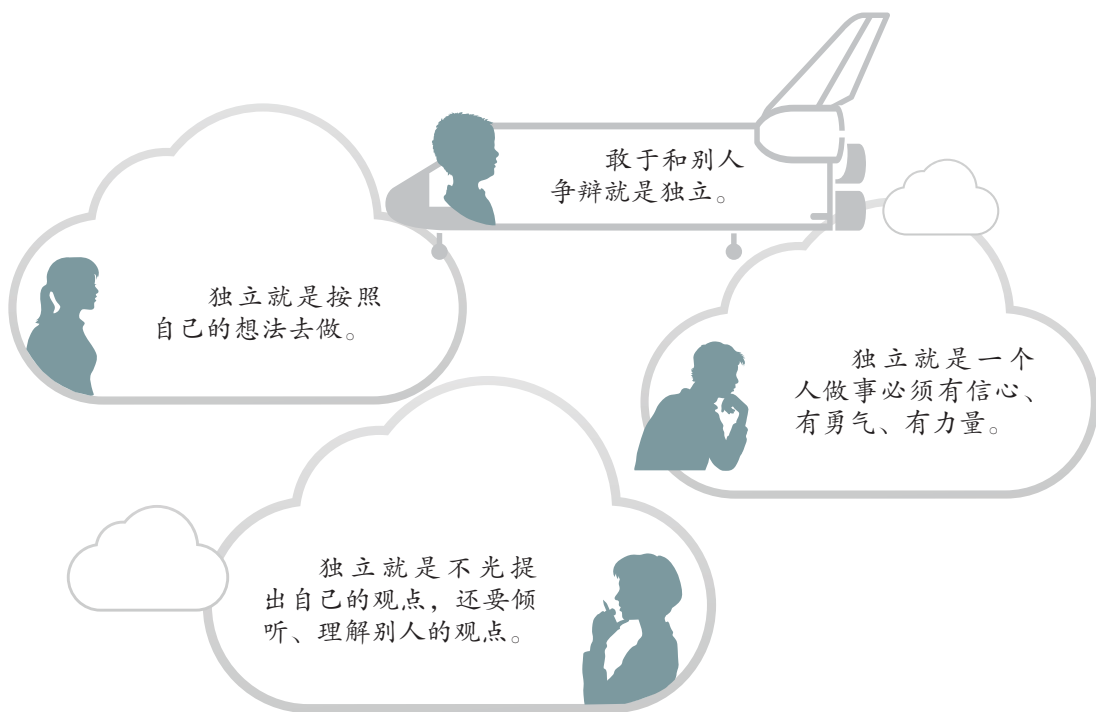 敢于和别人
争辩就是独立。
独立就是按照
自己的想法去做。
独立就是一个
人做事必须有信心、
有勇气、有力量。
独立就是不光提
出自己的观点，还要倾
听、理解别人的观点。